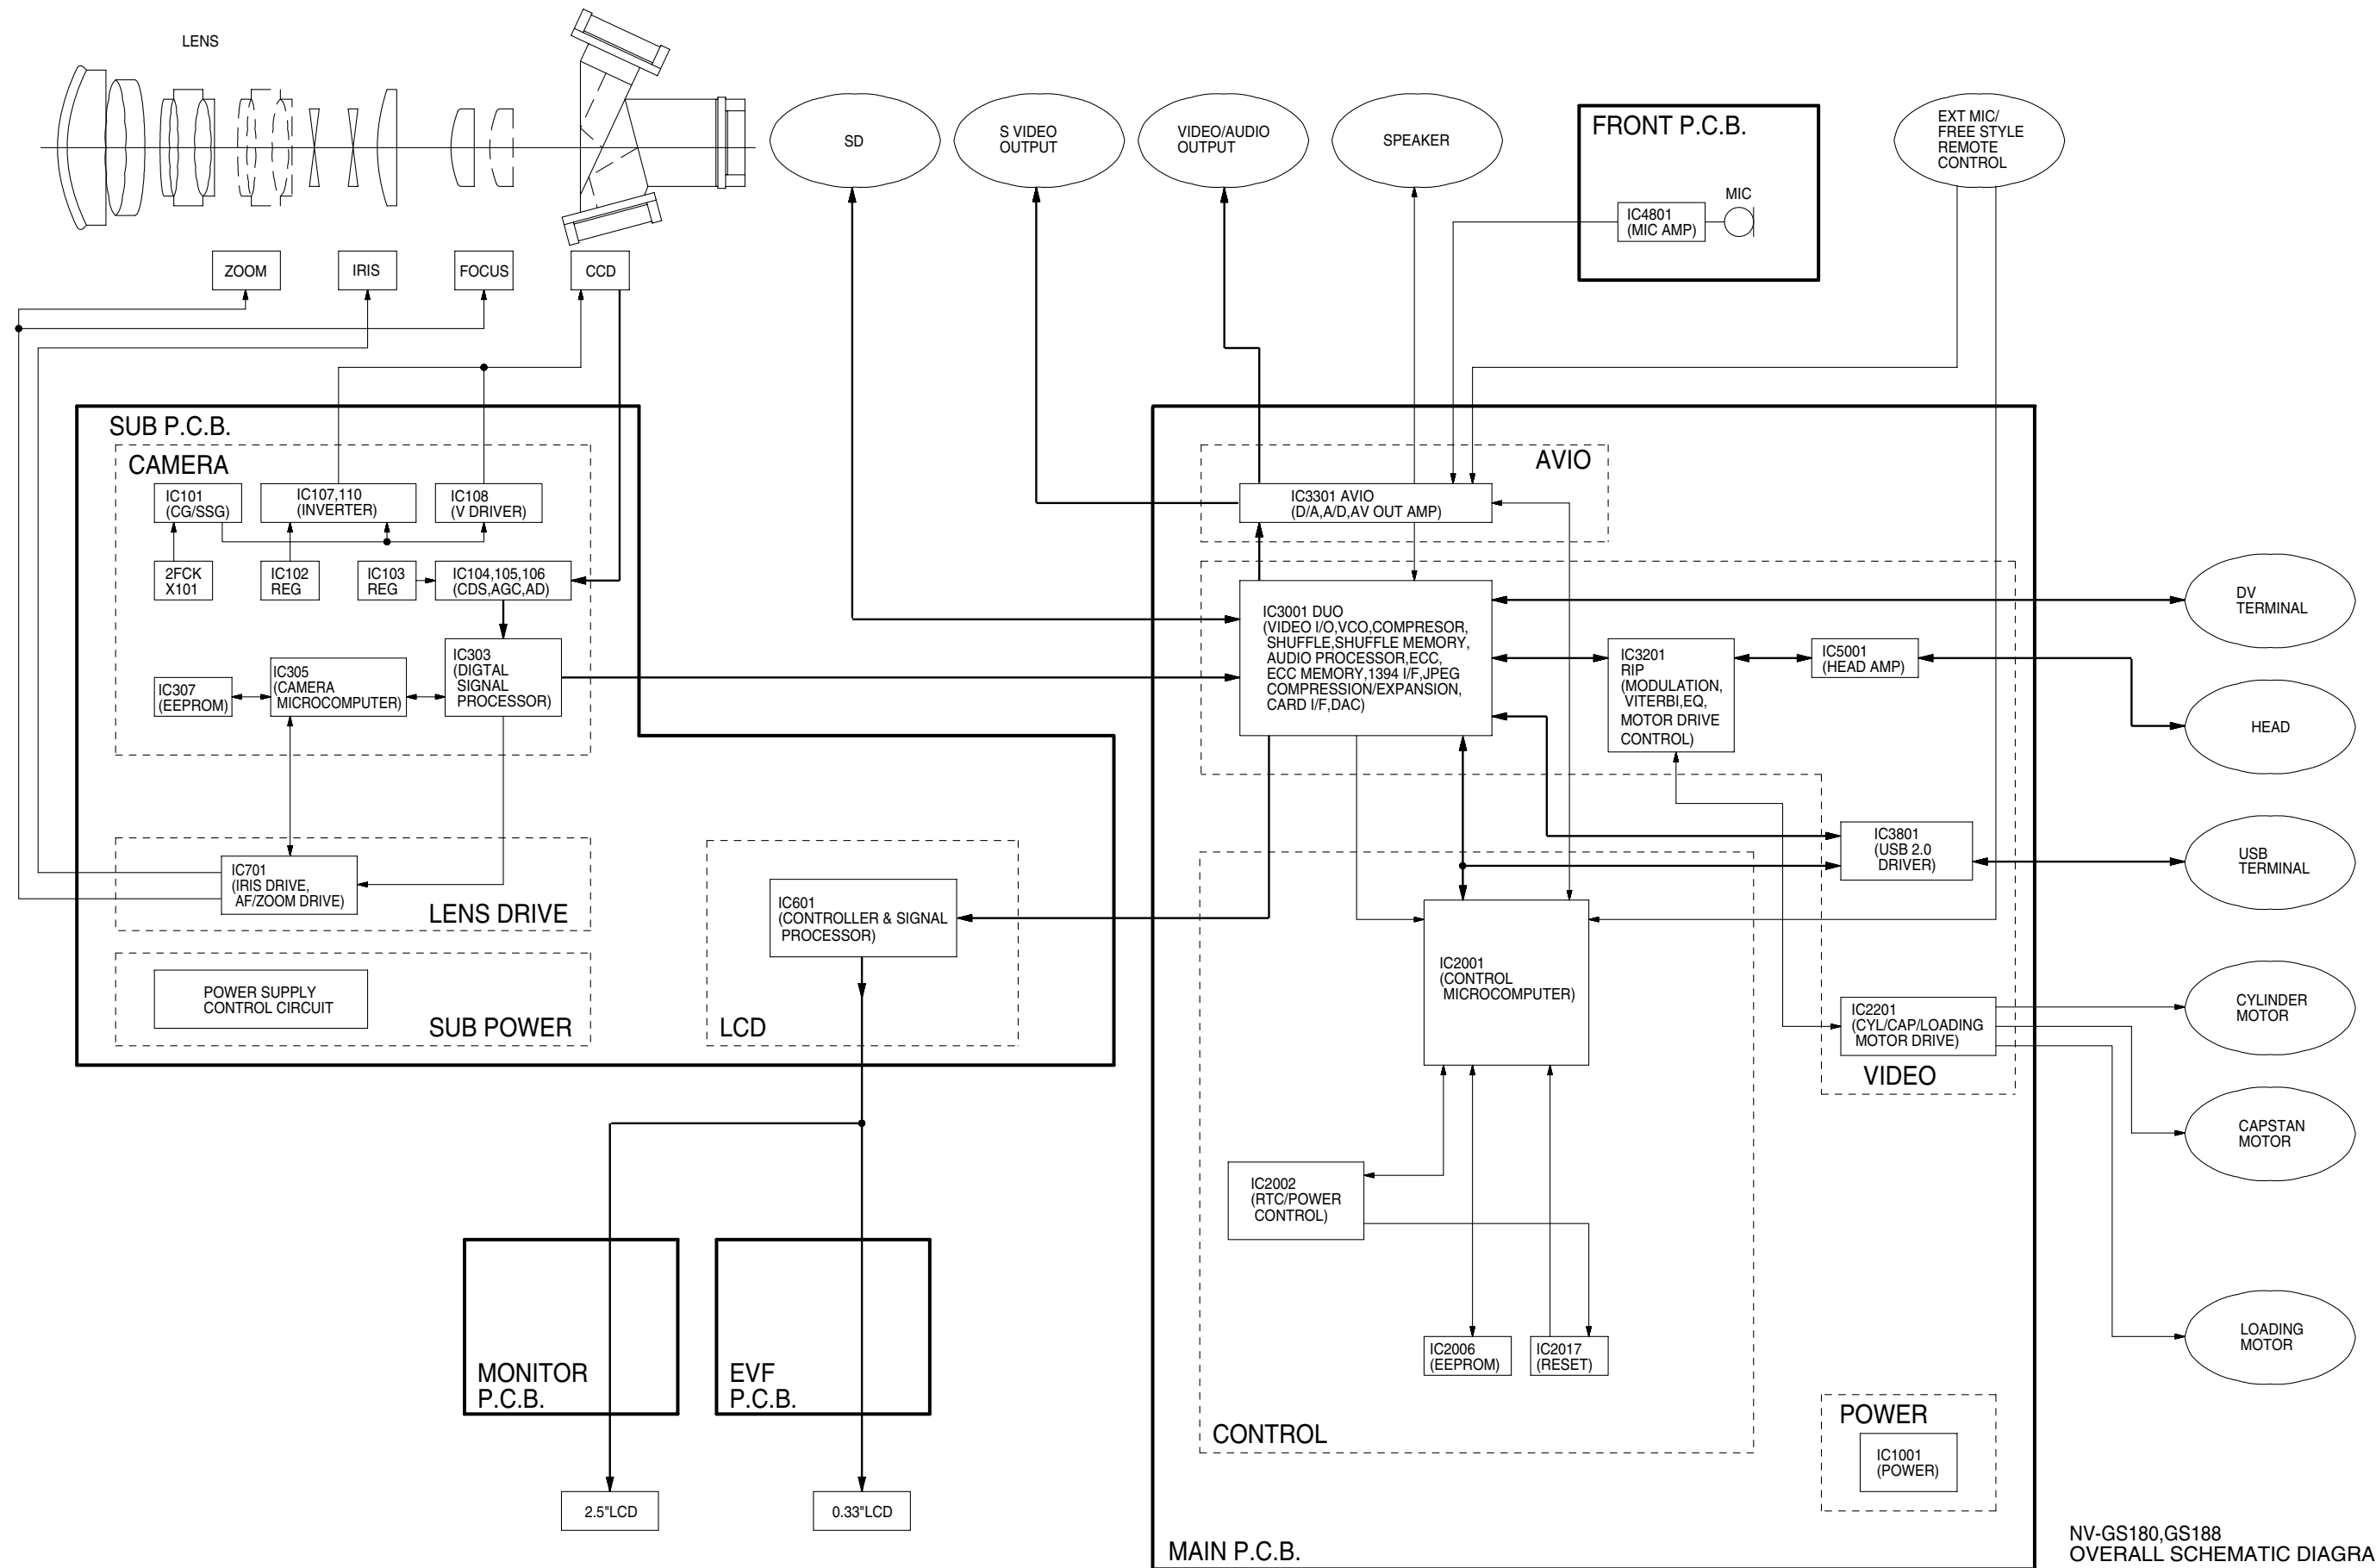 LENS
ZOOM
IRIS
FOCUS
CCD
SD
S VIDEO
OUTPUT
VIDEO/AUDIO
OUTPUT
SPEAKER
FRONT P.C.B.
IC4801
(MIC AMP)
MIC
EXT MIC/
FREE STYLE
REMOTE
CONTROL
SUB P.C.B.
CAMERA
IC101
(CG/SSG)
IC107,110
(INVERTER)
IC108
(V DRIVER)
2FCK
X101
IC102
REG
IC103
REG
IC104,105,106
(CDS,AGC,AD)
IC307
(EEPROM)
IC305
(CAMERA
MICROCOMPUTER)
IC303
(DIGTAL
SIGNAL
PROCESSOR)
IC701
(IRIS DRIVE,
AF/ZOOM DRIVE)
LENS DRIVE
POWER SUPPLY
CONTROL CIRCUIT
SUB POWER
IC601
(CONTROLLER & SIGNAL
PROCESSOR)
LCD
MONITOR
P.C.B.
EVF
P.C.B.
2.5"LCD
0.33"LCD
AVIO
IC3301 AVIO
(D/A,A/D,AV OUT AMP)
IC3001 DUO
(VIDEO I/O,VCO,COMPRESOR,
SHUFFLE,SHUFFLE MEMORY,
AUDIO PROCESSOR,ECC,
ECC MEMORY,1394 I/F,JPEG
COMPRESSION/EXPANSION,
CARD I/F,DAC)
IC3201
RIP
(MODULATION,
VITERBI,EQ,
MOTOR DRIVE
CONTROL)
IC5001
(HEAD AMP)
IC3801
(USB 2.0
DRIVER)
IC2001
(CONTROL
MICROCOMPUTER)
IC2201
(CYL/CAP/LOADING
MOTOR DRIVE)
VIDEO
IC2002
(RTC/POWER
CONTROL)
IC2006
(EEPROM)
IC2017
(RESET)
CONTROL
POWER
IC1001
(POWER)
MAIN P.C.B.
DV
TERMINAL
HEAD
USB
TERMINAL
CYLINDER
MOTOR
CAPSTAN
MOTOR
LOADING
MOTOR
NV-GS180,GS188
OVERALL SCHEMATIC DIAGRA